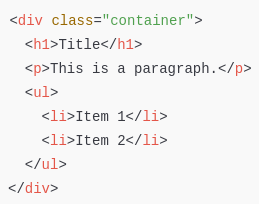 <div class="container">
  <h1>Title</h1>
  <p>This is a paragraph.</p>
  <ul>
    <li>Item 1</li>
    <li>Item 2</li>
  </ul>
</div>